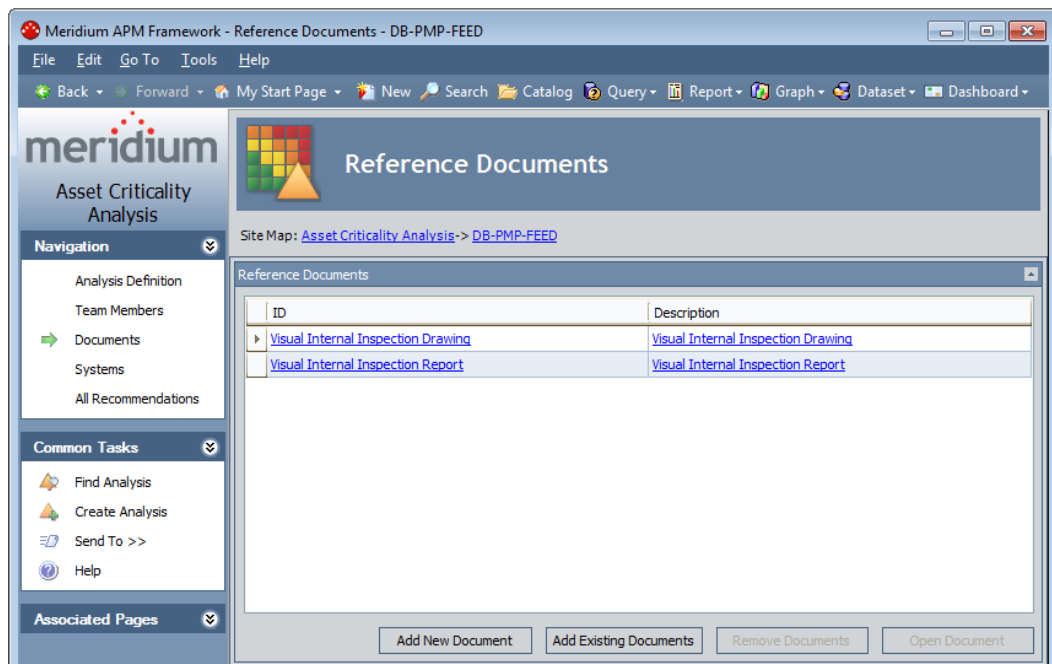 Meridium APM Framework - Reference Documents - DB-PMP-FEED
File Edit Go To Tools Help
Back Forward My Start Page New Search Catalog Query Report Graph Dataset Dashboard
meridium
Asset Criticality
Analysis
Navigation
Analysis Definition
Team Members
Documents
Systems
All Recommendations
Common Tasks
Find Analysis
Create Analysis
Send To >>
Help
Associated Pages
Reference Documents
Site Map: Asset Criticality Analysis-> DB-PMP-FEED
Reference Documents
ID Description
Visual Internal Inspection Drawing Visual Internal Inspection Drawing
Visual Internal Inspection Report Visual Internal Inspection Report
Add New Document Add Existing Documents Remove Documents Open Document